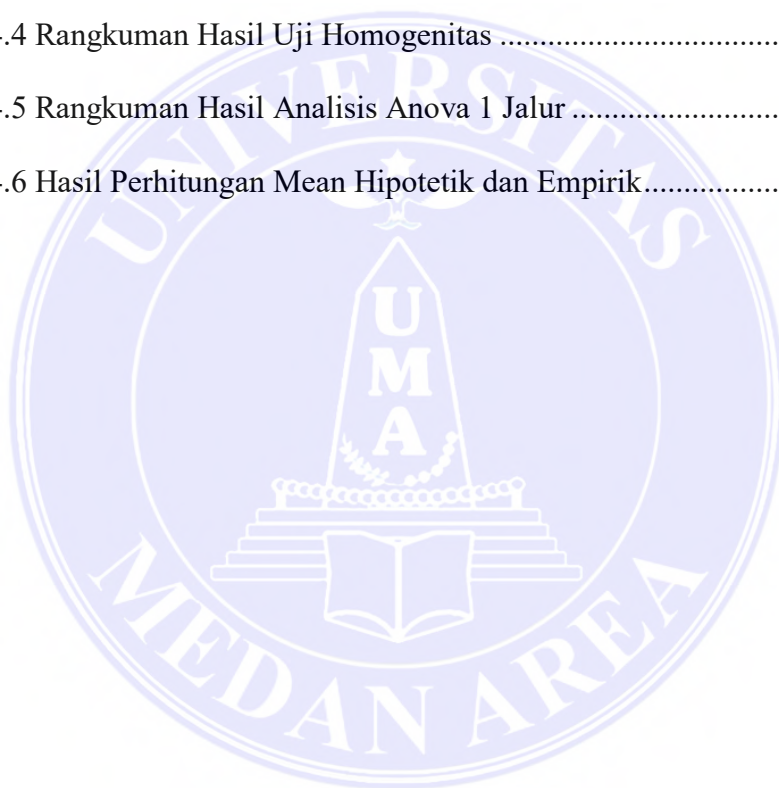 .4 Rangkuman Hasil Uji Homogenitas ...................................
.5 Rangkuman Hasil Analisis Anova 1 Jalur ..........................
.6 Hasil Perhitungan Mean Hipotetik dan Empirik.................
UNIVERSITAS
UMA
MEDAN AREA